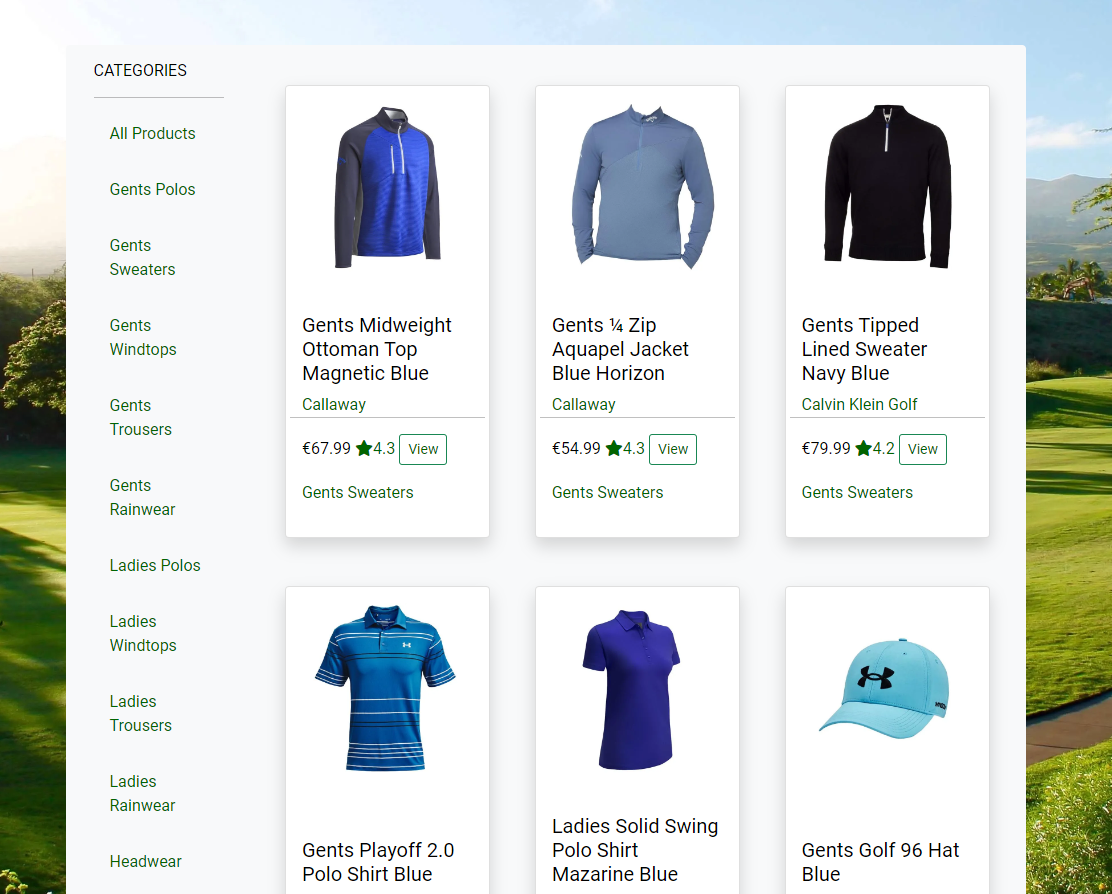 CATEGORIES
All Products
Gents Polos
Gents
Sweaters
Gents
Windtops
Gents
Trousers
Gents
Rainwear
Ladies Polos
Ladies
Windtops
Ladies
Trousers
Ladies
Rainwear
Headwear
Gents Midweight
Ottoman Top
Magnetic Blue
Callaway
€67.99 4.3 View
Gents Sweaters
Gents ¼ Zip
Aquapel Jacket
Blue Horizon
Callaway
€54.99 4.3 View
Gents Sweaters
Gents Tipped
Lined Sweater
Navy Blue
Calvin Klein Golf
€79.99 4.2 View
Gents Sweaters
Gents Playoff 2.0
Polo Shirt Blue
Ladies Solid Swing
Polo Shirt
Mazarine Blue
Gents Golf 96 Hat
Blue